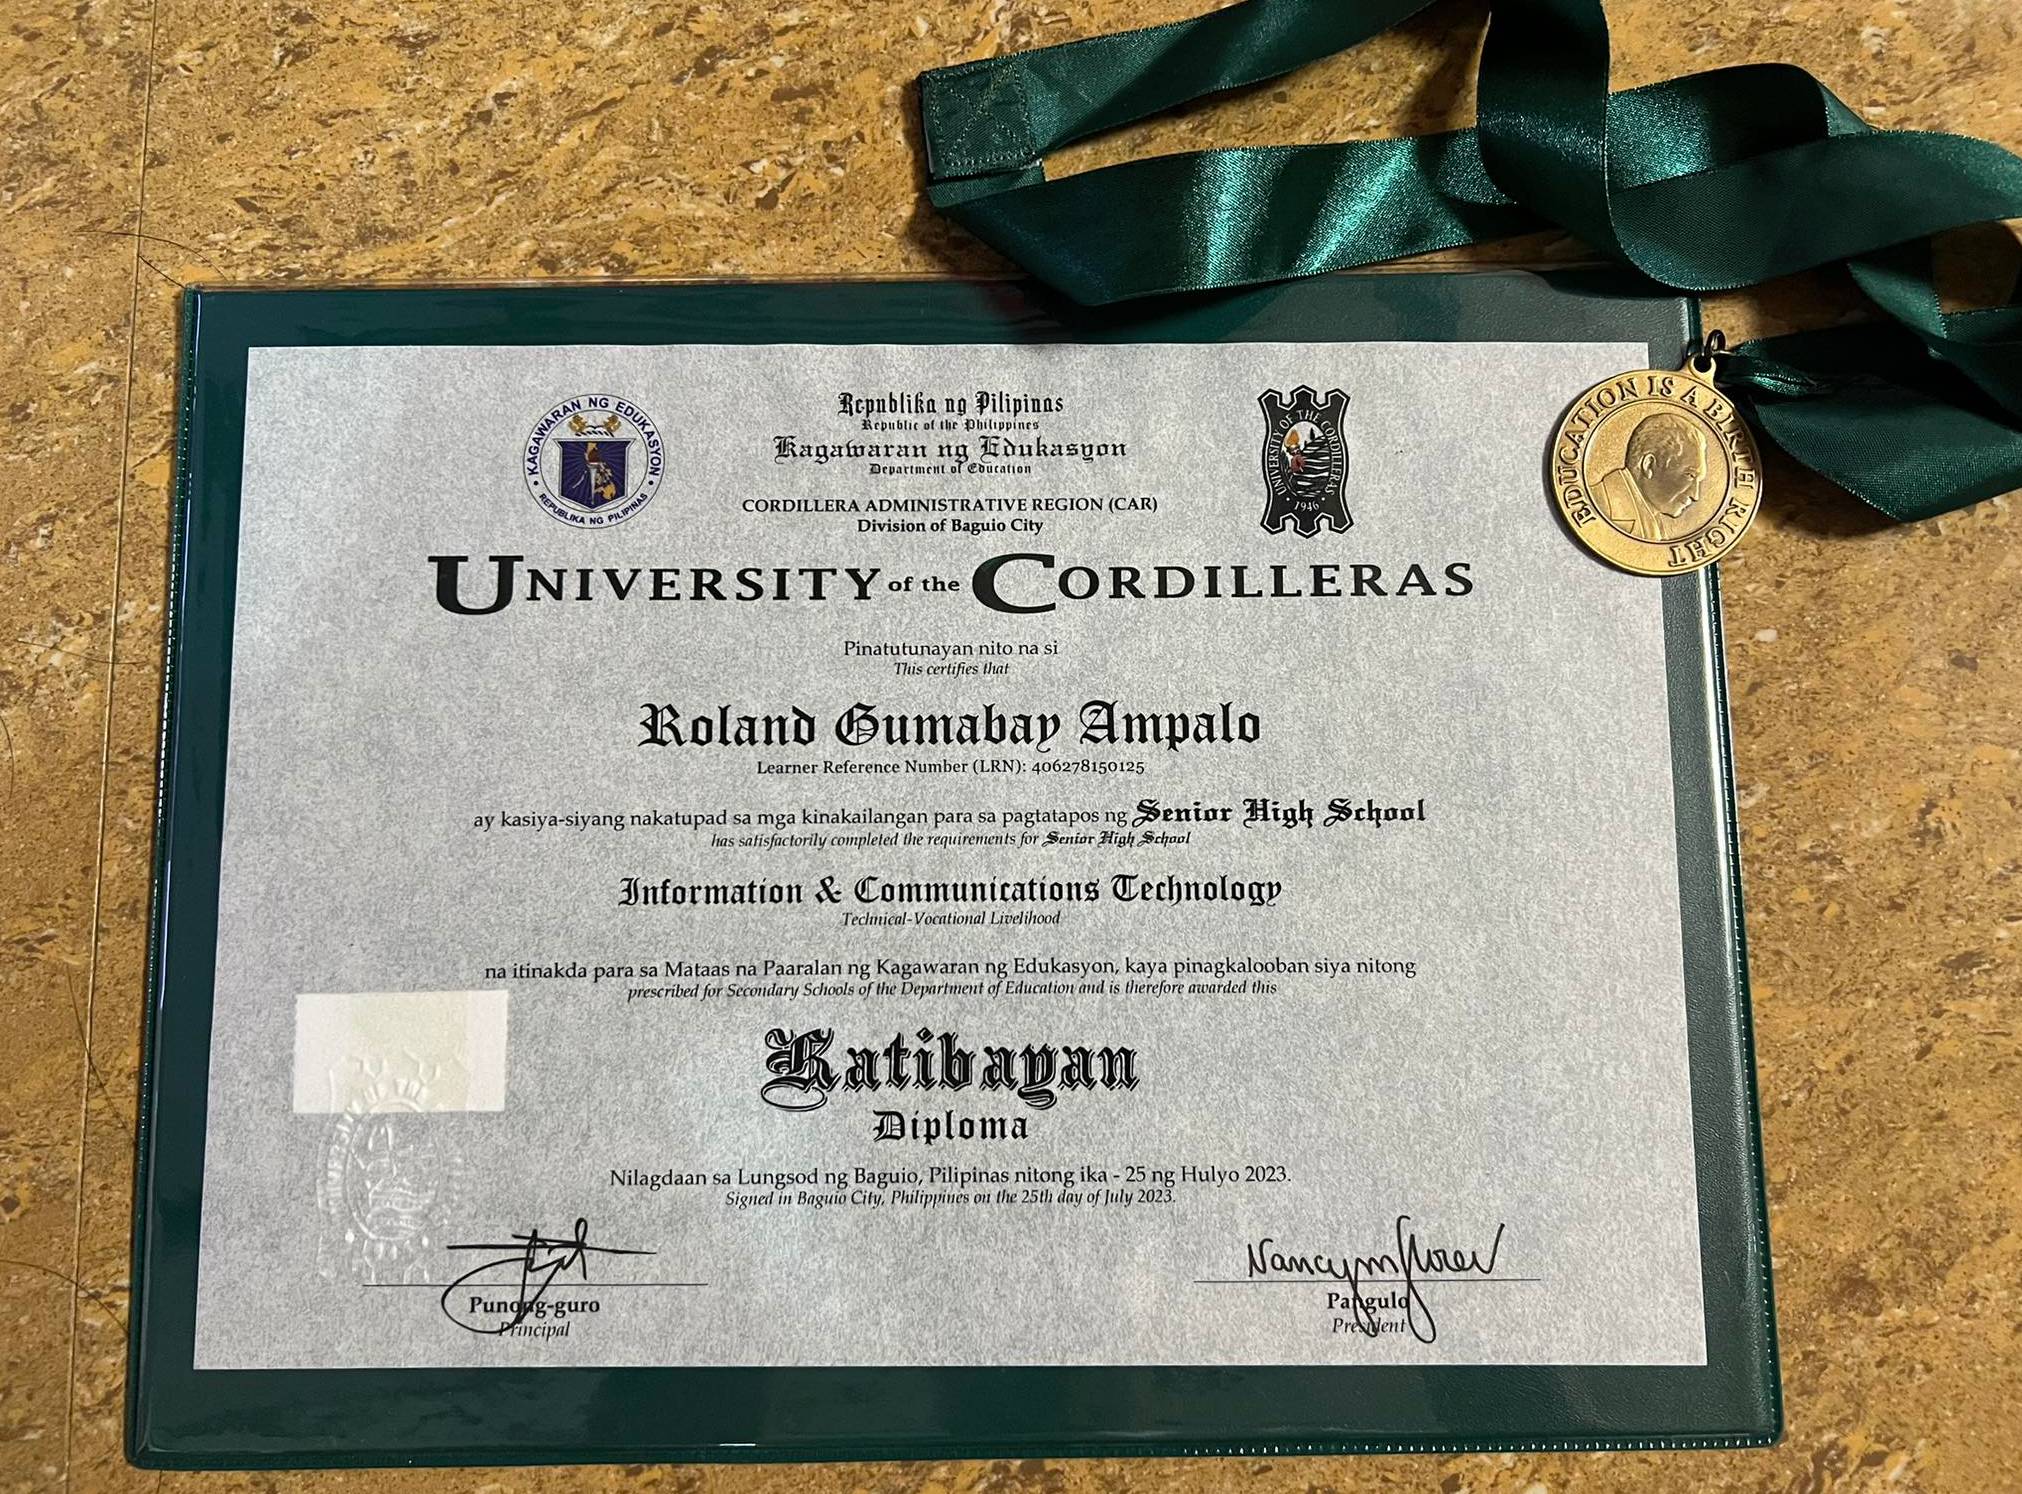 KAGAWARAN NG EDUKASYON
REPUBLIKA NG PILIPINAS
Republika ng Pilipinas
Republic of the Philippines
Kagawaran ng Edukasyon
Department of Education
CORDILLERA ADMINISTRATIVE REGION (CAR)
Division of Baguio City
UNIVERSITY OF THE CORDILLERAS
1946
EDUCATION IS A BIRTH RIGHT
UNIVERSITY of the CORDILLERAS
Pinatutunayan nito na si
This certifies that
Roland Gumabay Ampalo
Learner Reference Number (LRN): 406278150125
ay kasiya-siyang nakatupad sa mga kinakailangan para sa pagtatapos ng Senior High School
has satisfactorily completed the requirements for Senior High School
Information & Communications Technology
Technical-Vocational Livelihood
na itinakda para sa Mataas na Paaralan ng Kagawaran ng Edukasyon, kaya pinagkalooban siya nitong
prescribed for Secondary Schools of the Department of Education and is therefore awarded this
Katibayan
Diploma
Nilagdaan sa Lungsod ng Baguio, Pilipinas nitong ika - 25 ng Hulyo 2023.
Signed in Baguio City, Philippines on the 25th day of July 2023.
Nancy m Flores
Punong-guro
Principal
Pangulo
President